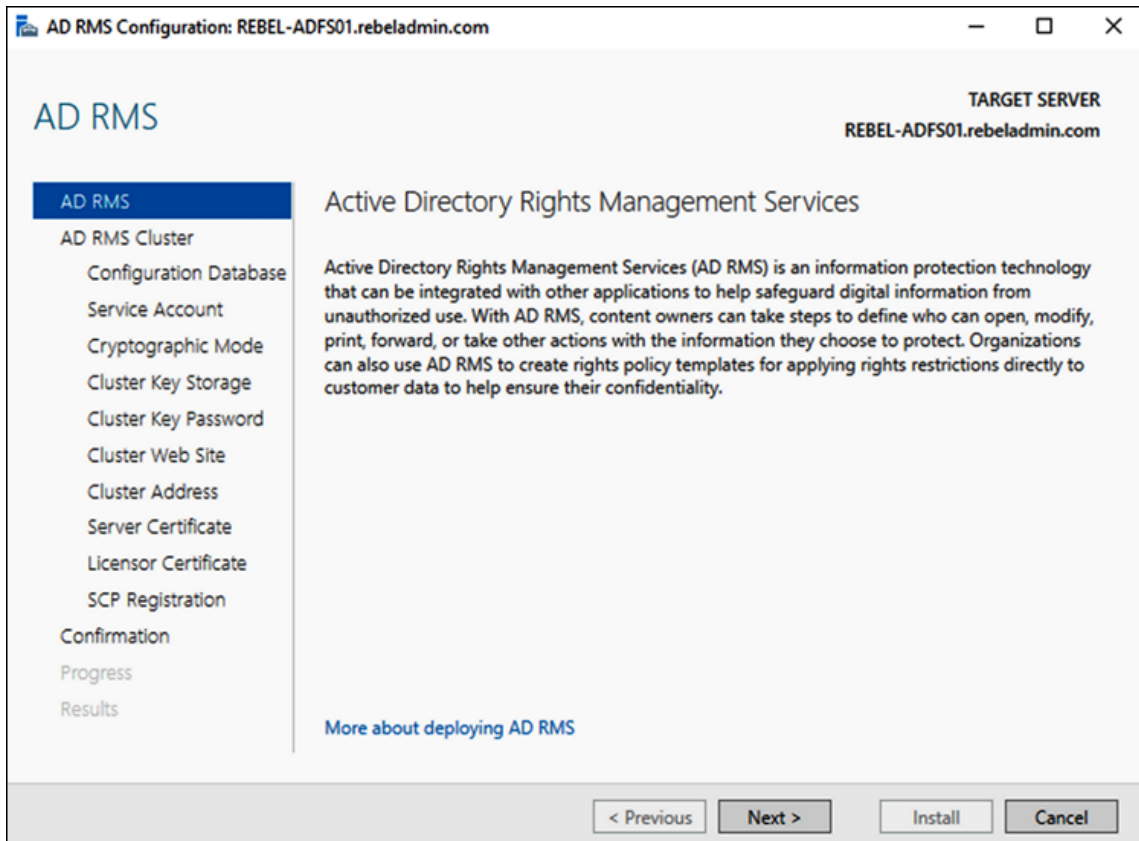 AD RMS Configuration: REBEL-ADFS01.rebeladmin.com
AD RMS
TARGET SERVER
REBEL-ADFS01.rebeladmin.com
AD RMS
AD RMS Cluster
Configuration Database
Service Account
Cryptographic Mode
Cluster Key Storage
Cluster Key Password
Cluster Web Site
Cluster Address
Server Certificate
Licensor Certificate
SCP Registration
Confirmation
Progress
Results
Active Directory Rights Management Services
Active Directory Rights Management Services (AD RMS) is an information protection technology
that can be integrated with other applications to help safeguard digital information from
unauthorized use. With AD RMS, content owners can take steps to define who can open, modify,
print, forward, or take other actions with the information they choose to protect. Organizations
can also use AD RMS to create rights policy templates for applying rights restrictions directly to
customer data to help ensure their confidentiality.
More about deploying AD RMS
< Previous
Next >
Install
Cancel